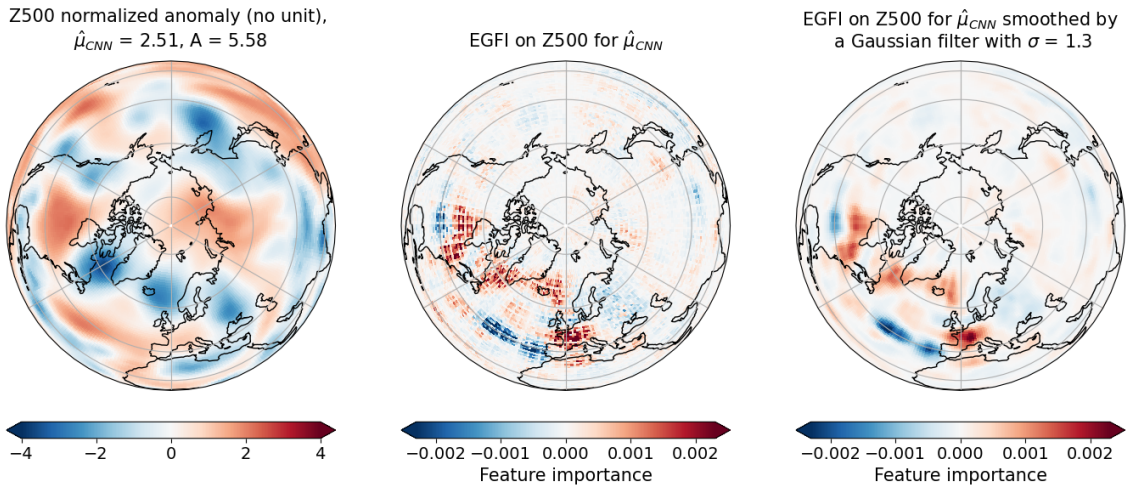 Z500 normalized anomaly (no unit),
μ̂_CNN = 2.51, A = 5.58
EGFI on Z500 for μ̂_CNN
EGFI on Z500 for μ̂_CNN smoothed by
a Gaussian filter with σ = 1.3
−4 −2 0 2 4
−0.002 −0.001 0.000 0.001 0.002
Feature importance
−0.002 −0.001 0.000 0.001 0.002
Feature importance